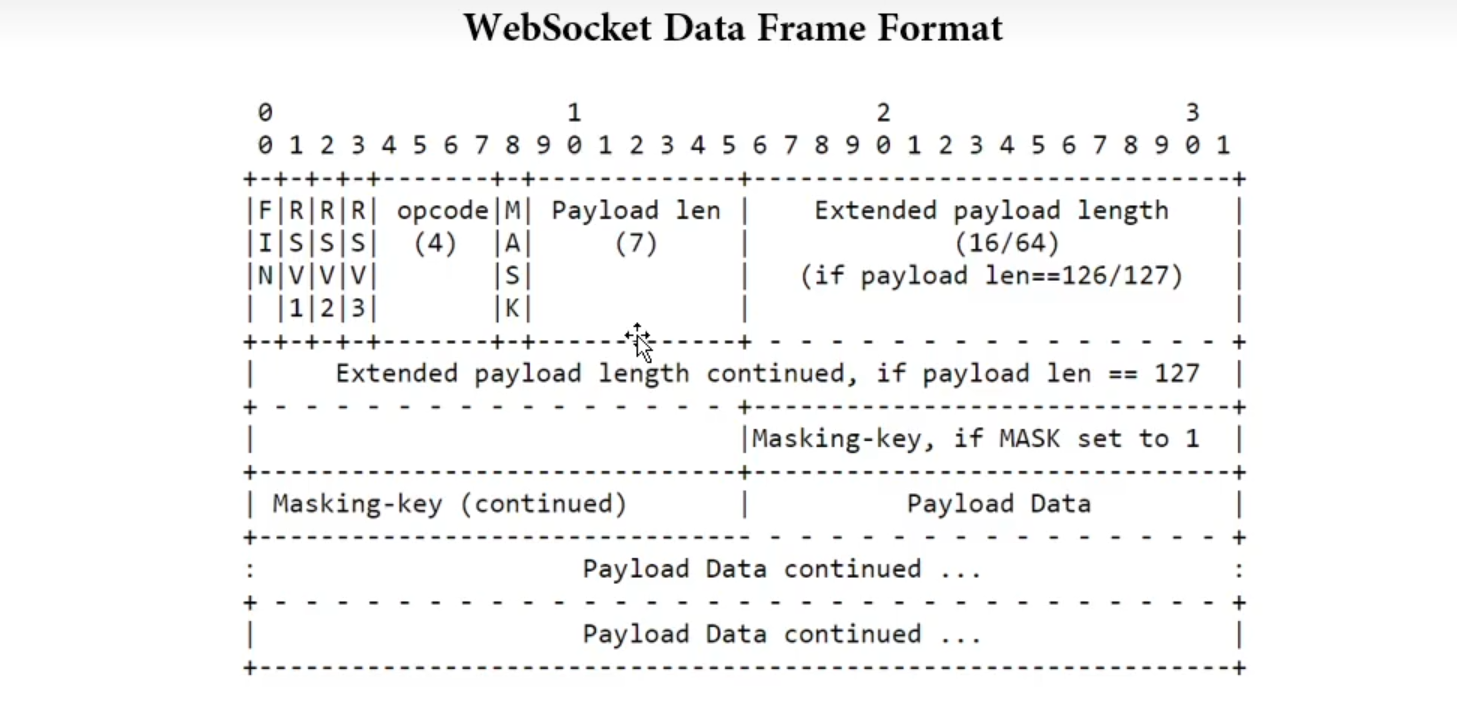 WebSocket Data Frame Format
 0                   1                   2                   3
 0 1 2 3 4 5 6 7 8 9 0 1 2 3 4 5 6 7 8 9 0 1 2 3 4 5 6 7 8 9 0 1
+-+-+-+-+-------+-+-------------+-------------------------------+
|F|R|R|R| opcode|M| Payload len |    Extended payload length    |
|I|S|S|S|  (4)  |A|     (7)     |             (16/64)           |
|N|V|V|V|       |S|             |   (if payload len==126/127)   |
| |1|2|3|       |K|             |                               |
+-+-+-+-+-------+-+-------------+ - - - - - - - - - - - - - - - +
|     Extended payload length continued, if payload len == 127  |
+ - - - - - - - - - - - - - - - +-------------------------------+
|                               |Masking-key, if MASK set to 1  |
+-------------------------------+-------------------------------+
| Masking-key (continued)       |          Payload Data         |
+-------------------------------- - - - - - - - - - - - - - - - +
:                     Payload Data continued ...                :
+ - - - - - - - - - - - - - - - - - - - - - - - - - - - - - - - +
|                     Payload Data continued ...                |
+---------------------------------------------------------------+